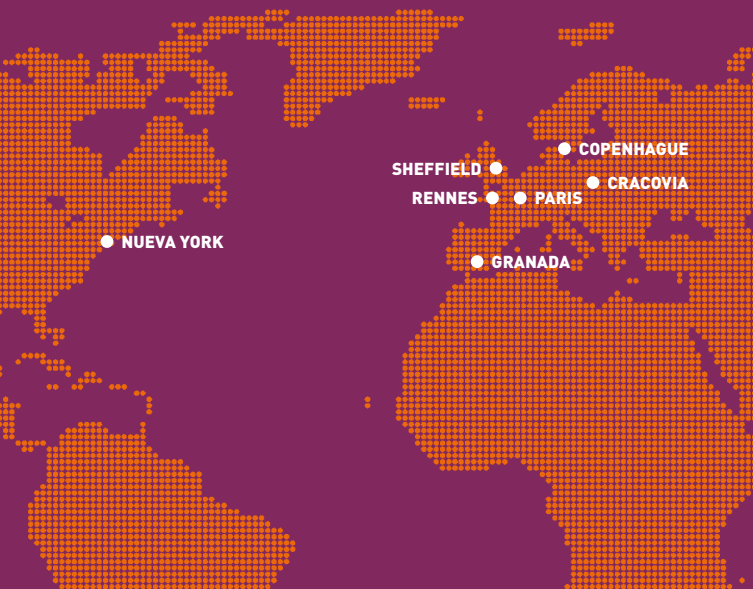 COPENHAGUE
SHEFFIELD
CRACOVIA
RENNES
PARIS
NUEVA YORK
GRANADA